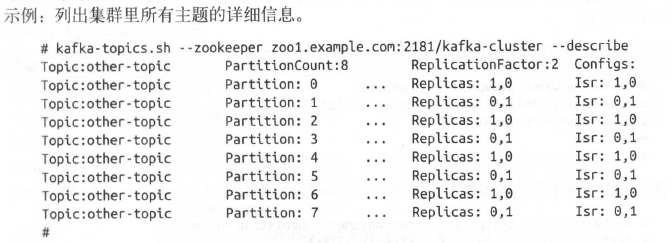 示例：列出集群里所有主题的详细信息。
# kafka-topics.sh --zookeeper zoo1.example.com:2181/kafka-cluster --describe
Topic:other-topic PartitionCount:8 ReplicationFactor:2 Configs:
Topic:other-topic Partition: 0 ... Replicas: 1,0 Isr: 1,0
Topic:other-topic Partition: 1 ... Replicas: 0,1 Isr: 0,1
Topic:other-topic Partition: 2 ... Replicas: 1,0 Isr: 1,0
Topic:other-topic Partition: 3 ... Replicas: 0,1 Isr: 0,1
Topic:other-topic Partition: 4 ... Replicas: 1,0 Isr: 1,0
Topic:other-topic Partition: 5 ... Replicas: 0,1 Isr: 0,1
Topic:other-topic Partition: 6 ... Replicas: 1,0 Isr: 1,0
Topic:other-topic Partition: 7 ... Replicas: 0,1 Isr: 0,1
#